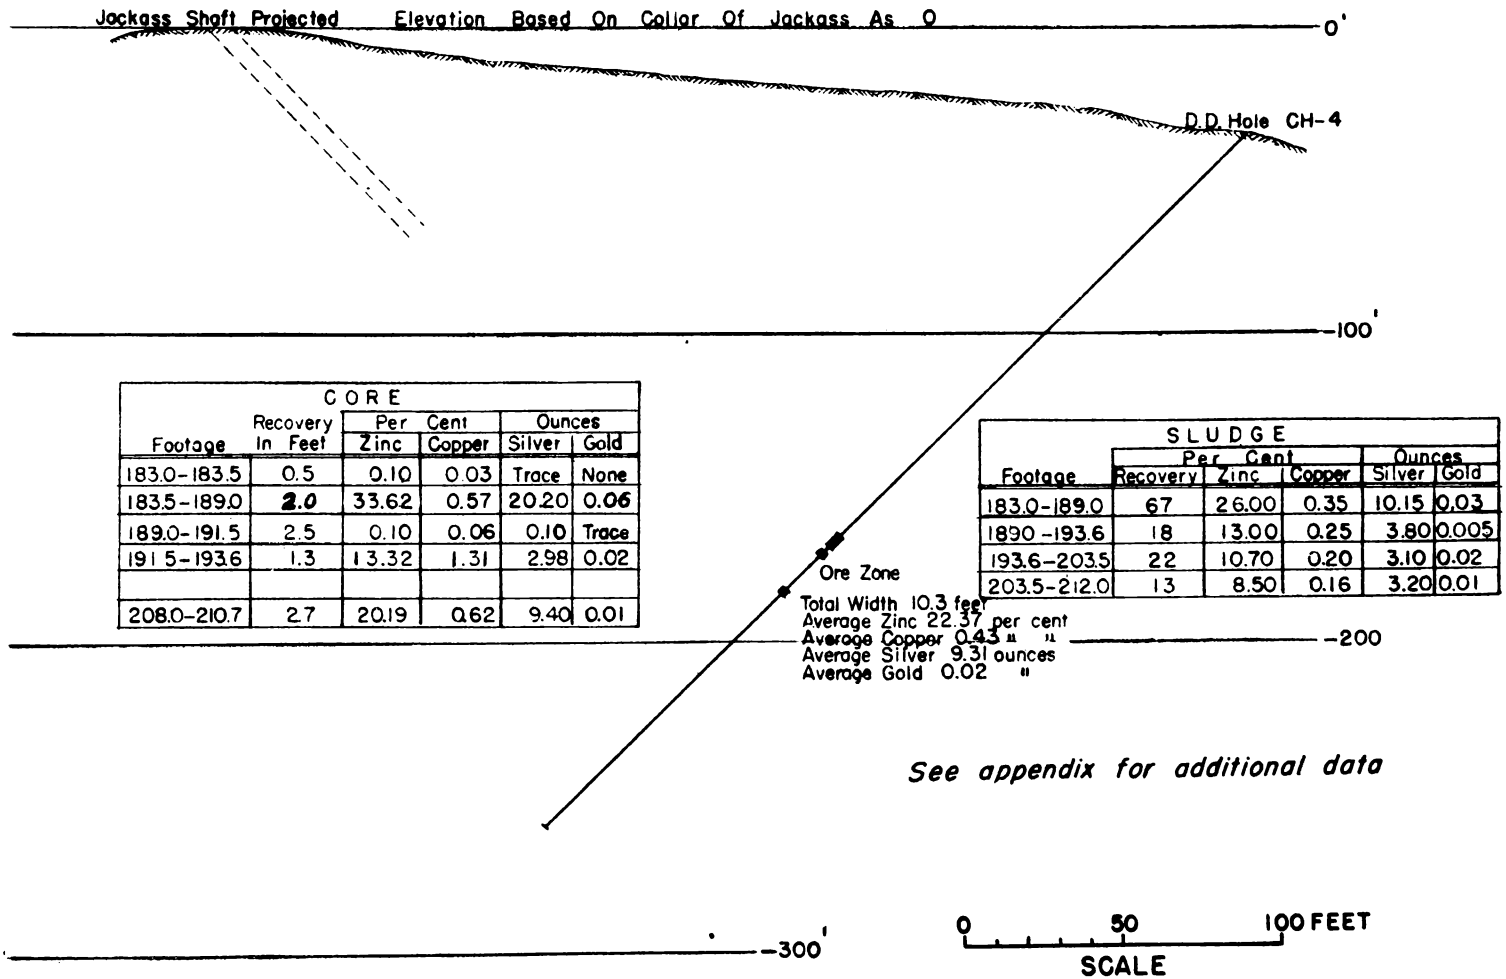 Jackass Shaft Projected Elevation Based On Collar Of Jackass As O
0'
D.D. Hole CH-4
-100'
CORE
Recovery Per Cent Ounces
Footage In Feet Zinc Copper Silver Gold
183.0-183.5 0.5 0.10 0.03 Trace None
183.5-189.0 2.0 33.62 0.57 20.20 0.06
189.0-191.5 2.5 0.10 0.06 0.10 Trace
191.5-193.6 1.3 13.32 1.31 2.98 0.02
208.0-210.7 2.7 20.19 0.62 9.40 0.01
SLUDGE
Per Cent Ounces
Footage Recovery Zinc Copper Silver Gold
183.0-189.0 67 26.00 0.35 10.15 0.03
1890-193.6 18 13.00 0.25 3.80 0.005
193.6-203.5 22 10.70 0.20 3.10 0.02
203.5-212.0 13 8.50 0.16 3.20 0.01
Ore Zone
Total Width 10.3 feet
Average Zinc 22.37 per cent
Average Copper 0.43 " "
Average Silver 9.31 ounces
Average Gold 0.02 "
-200
See appendix for additional data
-300'
0 50 100 FEET
SCALE